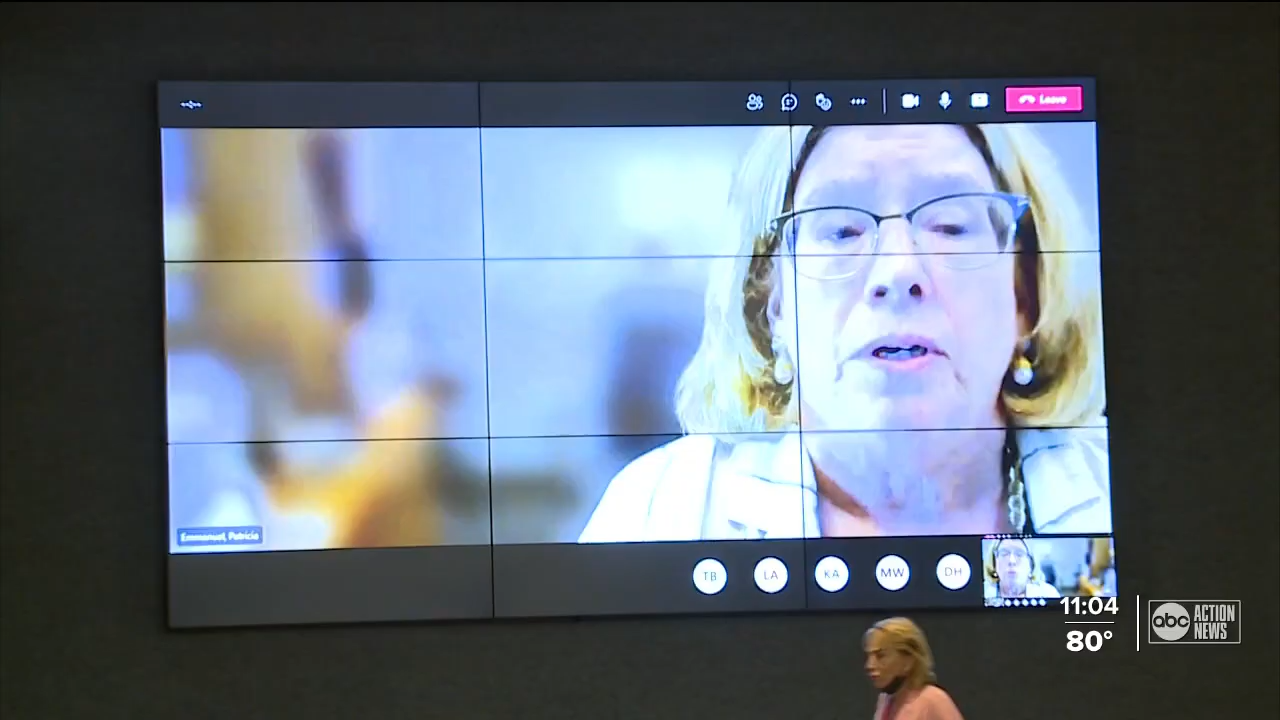 Leave
Emmanuel, Patricia
TB
LA
KA
MW
DH
11:04
80°
abc
ACTION
NEWS